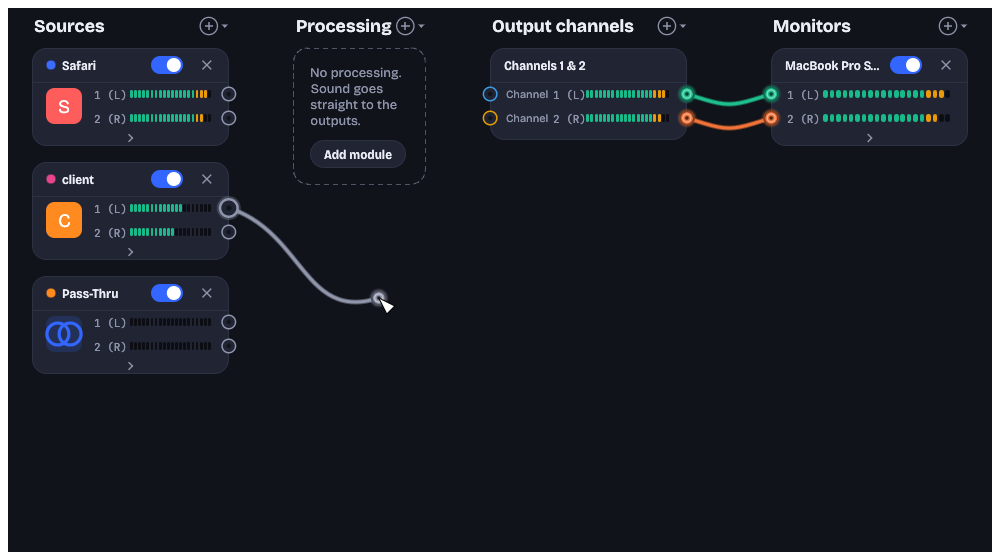 Sources
Processing
Output channels
Monitors
Safari
S
1 (L)
2 (R)
client
C
1 (L)
2 (R)
Pass-Thru
1 (L)
2 (R)
No processing.
Sound goes
straight to the
outputs.
Add module
Channels 1 & 2
Channel 1 (L)
Channel 2 (R)
MacBook Pro S...
1 (L)
2 (R)